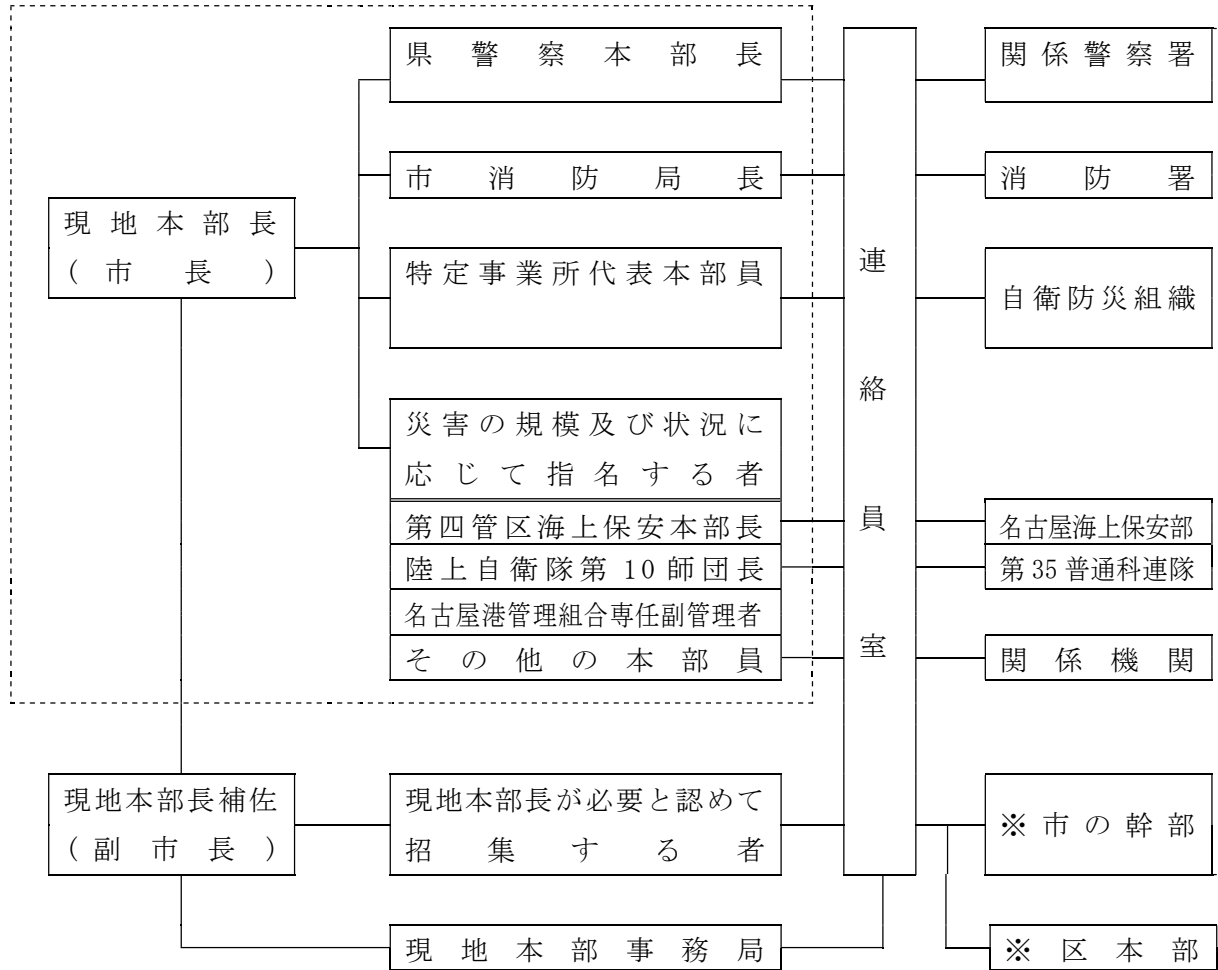 県警察本部長
関係警察署
市消防局長
消防署
現地本部長
(市長)
特定事業所代表本部員
自衛防災組織
連絡員室
災害の規模及び状況に
応じて指名する者
第四管区海上保安本部長
名古屋海上保安部
陸上自衛隊第10師団長
第35普通科連隊
名古屋港管理組合専任副管理者
その他の本部員
関係機関
現地本部長補佐
(副市長)
現地本部長が必要と認めて
招集する者
※市の幹部
現地本部事務局
※区本部